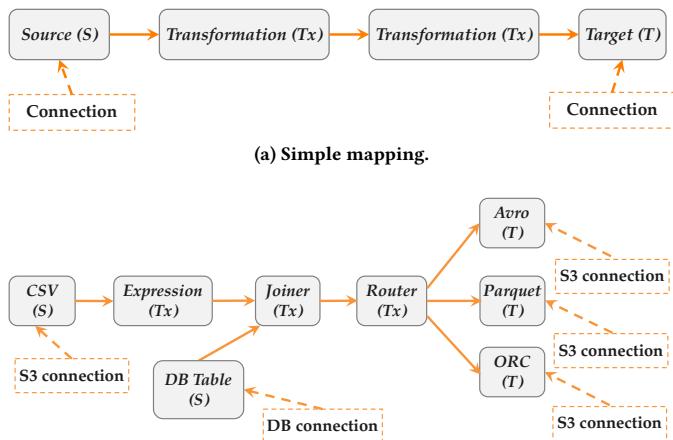 Source (S)
Transformation (Tx)
Transformation (Tx)
Target (T)
Connection
Connection
(a) Simple mapping.
Avro
(T)
S3 connection
CSV
(S)
Expression
(Tx)
Joiner
(Tx)
Router
(Tx)
Parquet
(T)
S3 connection
S3 connection
DB Table
(S)
ORC
(T)
DB connection
S3 connection